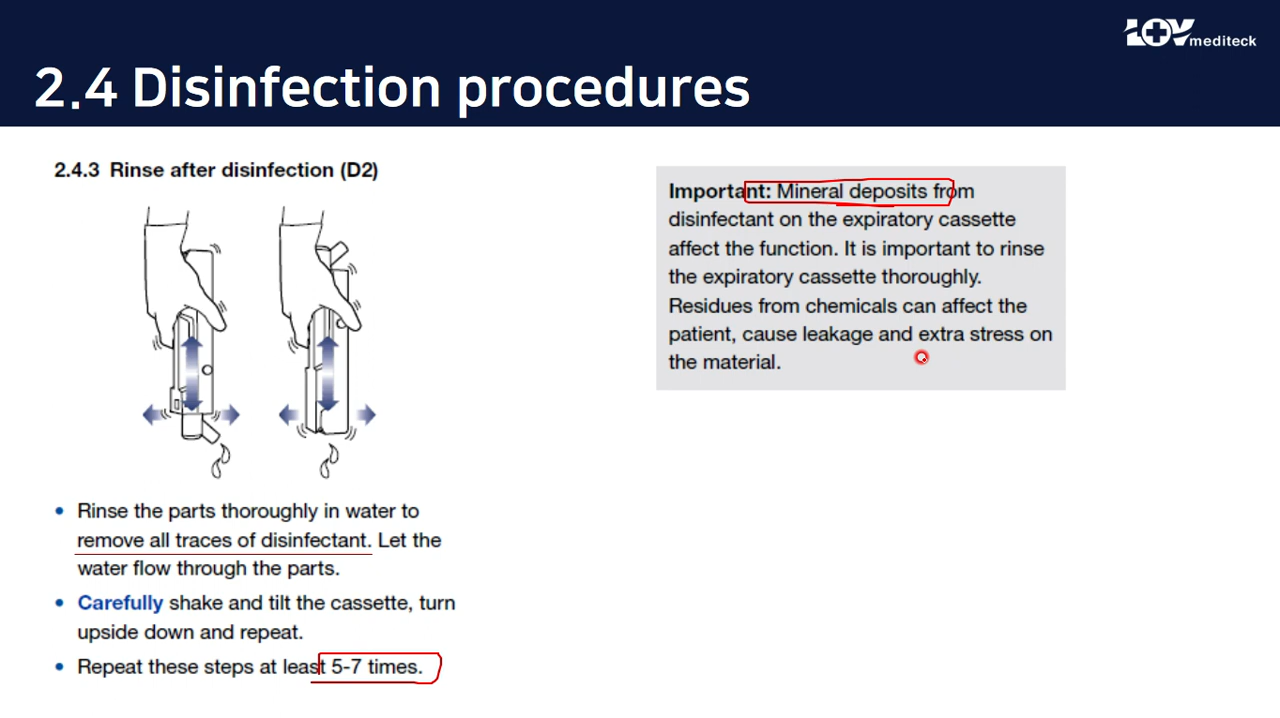 LOV mediteck
2.4 Disinfection procedures
2.4.3 Rinse after disinfection (D2)
• Rinse the parts thoroughly in water to
remove all traces of disinfectant. Let the
water flow through the parts.
• Carefully shake and tilt the cassette, turn
upside down and repeat.
• Repeat these steps at least 5-7 times.
Important: Mineral deposits from
disinfectant on the expiratory cassette
affect the function. It is important to rinse
the expiratory cassette thoroughly.
Residues from chemicals can affect the
patient, cause leakage and extra stress on
the material.